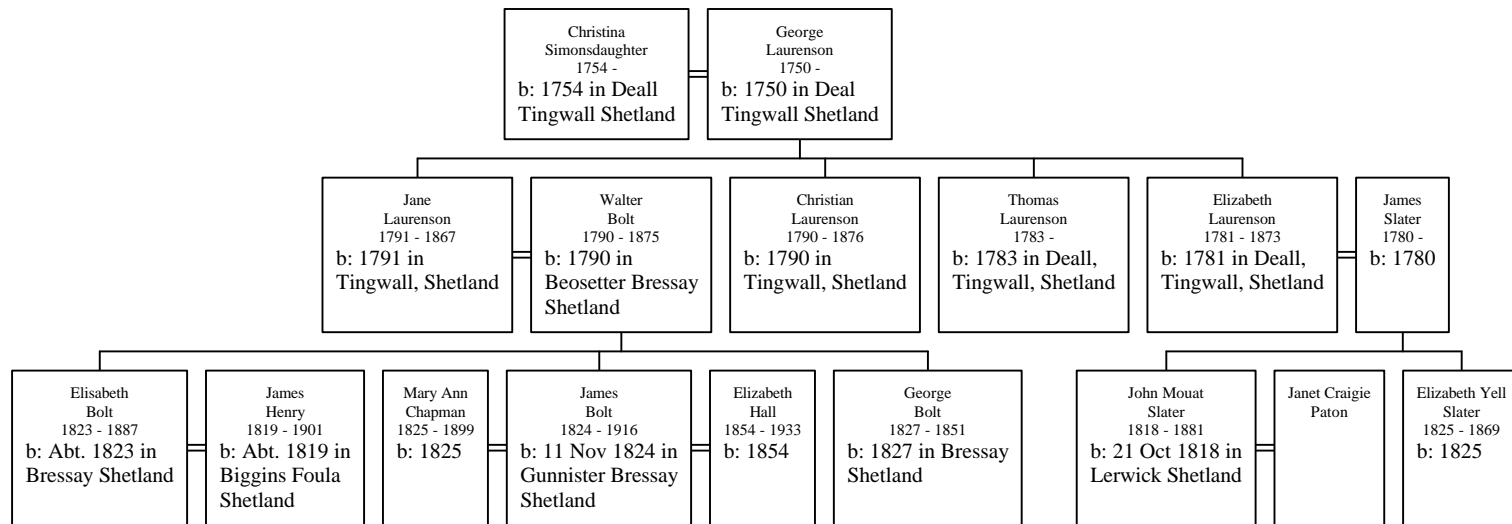 Christina
Simonsdaughter
1754 -
b: 1754 in Deall
Tingwall Shetland
George
Laurenson
1750 -
b: 1750 in Deal
Tingwall Shetland
Jane
Laurenson
1791 - 1867
b: 1791 in
Tingwall, Shetland
Walter
Bolt
1790 - 1875
b: 1790 in
Beosetter Bressay
Shetland
Christian
Laurenson
1790 - 1876
b: 1790 in
Tingwall, Shetland
Thomas
Laurenson
1783 -
b: 1783 in Deall,
Tingwall, Shetland
Elizabeth
Laurenson
1781 - 1873
b: 1781 in Deall,
Tingwall, Shetland
James
Slater
1780 -
b: 1780
Elisabeth
Bolt
1823 - 1887
b: Abt. 1823 in
Bressay Shetland
James
Henry
1819 - 1901
b: Abt. 1819 in
Biggins Foula
Shetland
Mary Ann
Chapman
1825 - 1899
b: 1825
James
Bolt
1824 - 1916
b: 11 Nov 1824 in
Gunnister Bressay
Shetland
Elizabeth
Hall
1854 - 1933
b: 1854
George
Bolt
1827 - 1851
b: 1827 in Bressay
Shetland
John Mouat
Slater
1818 - 1881
b: 21 Oct 1818 in
Lerwick Shetland
Janet Craigie
Paton
Elizabeth Yell
Slater
1825 - 1869
b: 1825